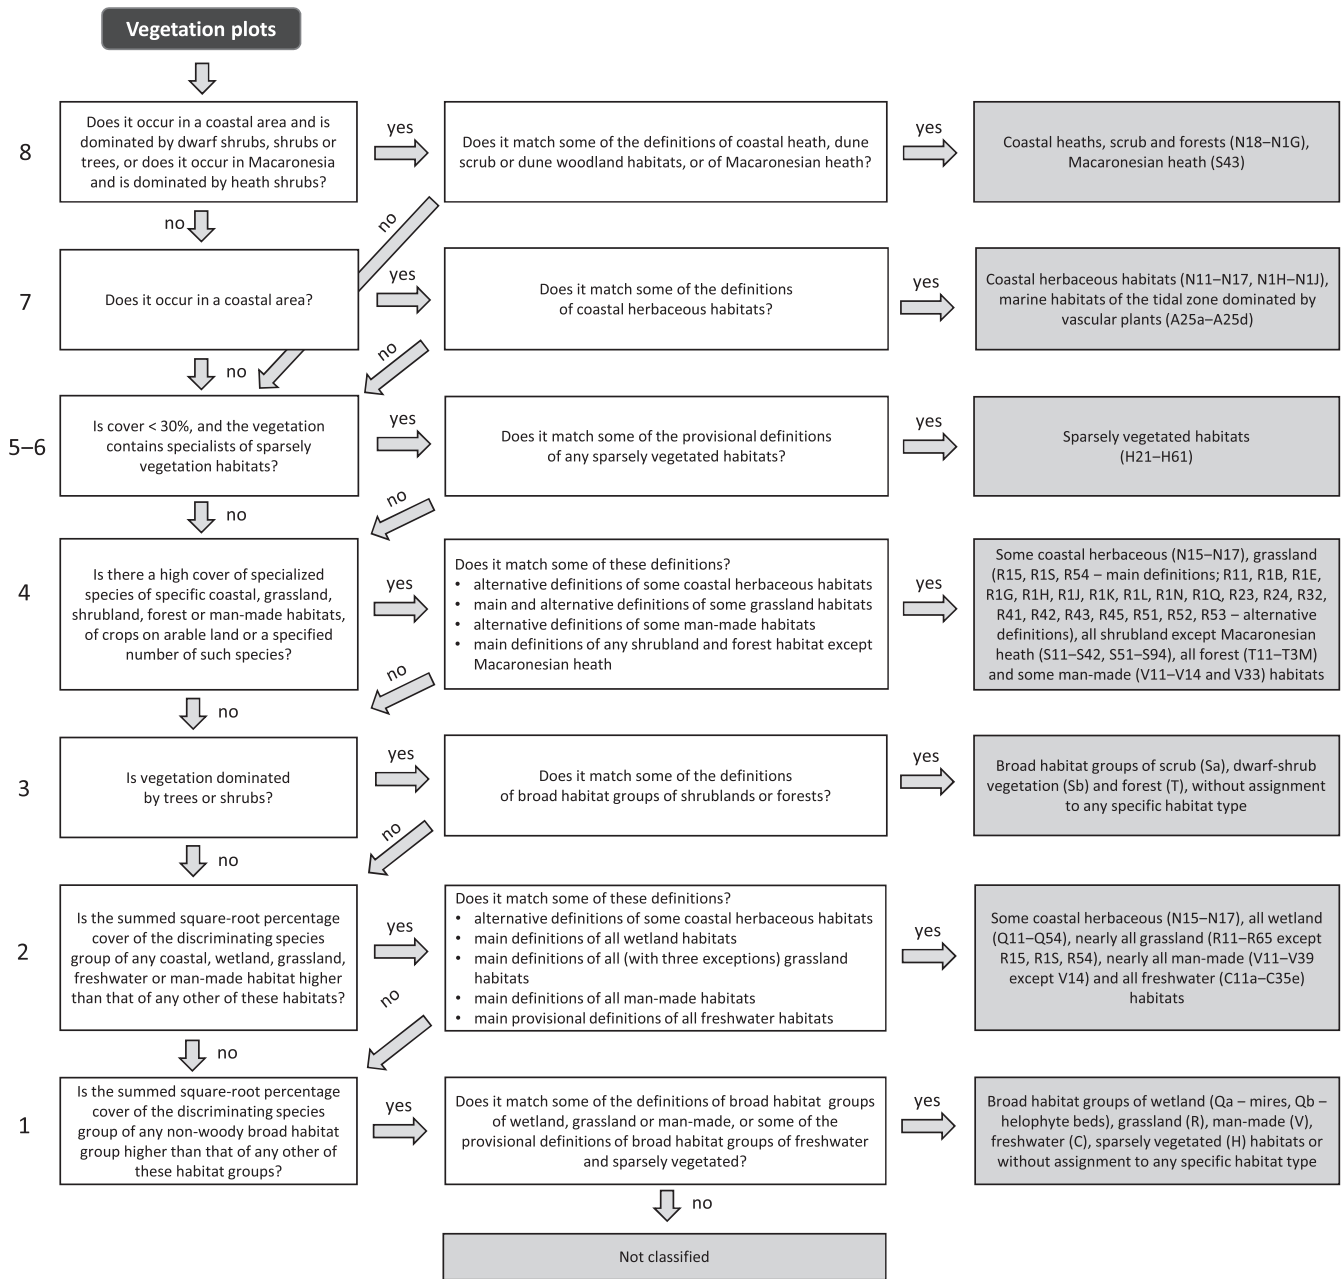 Vegetation plots
8
Does it occur in a coastal area and is
dominated by dwarf shrubs, shrubs or
trees, or does it occur in Macaronesia
and is dominated by heath shrubs?
yes
Does it match some of the definitions of coastal heath, dune
scrub or dune woodland habitats, or of Macaronesian heath?
yes
Coastal heaths, scrub and forests (N18–N1G),
Macaronesian heath (S43)
no
no
7
Does it occur in a coastal area?
yes
Does it match some of the definitions
of coastal herbaceous habitats?
yes
Coastal herbaceous habitats (N11–N17, N1H–N1J),
marine habitats of the tidal zone dominated by
vascular plants (A25a–A25d)
no
no
5–6
Is cover < 30%, and the vegetation
contains specialists of sparsely
vegetation habitats?
yes
Does it match some of the provisional definitions
of any sparsely vegetated habitats?
yes
Sparsely vegetated habitats
(H21–H61)
no
no
4
Is there a high cover of specialized
species of specific coastal, grassland,
shrubland, forest or man-made habitats,
of crops on arable land or a specified
number of such species?
yes
Does it match some of these definitions?
• alternative definitions of some coastal herbaceous habitats
• main and alternative definitions of some grassland habitats
• alternative definitions of some man-made habitats
• main definitions of any shrubland and forest habitat except
Macaronesian heath
yes
Some coastal herbaceous (N15–N17), grassland
(R15, R1S, R54 – main definitions; R11, R1B, R1E,
R1G, R1H, R1J, R1K, R1L, R1N, R1Q, R23, R24, R32,
R41, R42, R43, R45, R51, R52, R53 – alternative
definitions), all shrubland except Macaronesian
heath (S11–S42, S51–S94), all forest (T11–T3M)
and some man-made (V11–V14 and V33) habitats
no
no
3
Is vegetation dominated
by trees or shrubs?
yes
Does it match some of the definitions
of broad habitat groups of shrublands or forests?
yes
Broad habitat groups of scrub (Sa), dwarf-shrub
vegetation (Sb) and forest (T), without assignment
to any specific habitat type
no
no
2
Is the summed square-root percentage
cover of the discriminating species
group of any coastal, wetland, grassland,
freshwater or man-made habitat higher
than that of any other of these habitats?
yes
Does it match some of these definitions?
• alternative definitions of some coastal herbaceous habitats
• main definitions of all wetland habitats
• main definitions of all (with three exceptions) grassland
habitats
• main definitions of all man-made habitats
• main provisional definitions of all freshwater habitats
yes
Some coastal herbaceous (N15–N17), all wetland
(Q11–Q54), nearly all grassland (R11–R65 except
R15, R1S, R54), nearly all man-made (V11–V39
except V14) and all freshwater (C11a–C35e)
habitats
no
no
1
Is the summed square-root percentage
cover of the discriminating species
group of any non-woody broad habitat
group higher than that of any other of
these habitat groups?
yes
Does it match some of the definitions of broad habitat groups
of wetland, grassland or man-made, or some of the
provisional definitions of broad habitat groups of freshwater
and sparsely vegetated?
yes
Broad habitat groups of wetland (Qa – mires, Qb –
helophyte beds), grassland (R), man-made (V),
freshwater (C), sparsely vegetated (H) habitats or
without assignment to any specific habitat type
no
Not classified